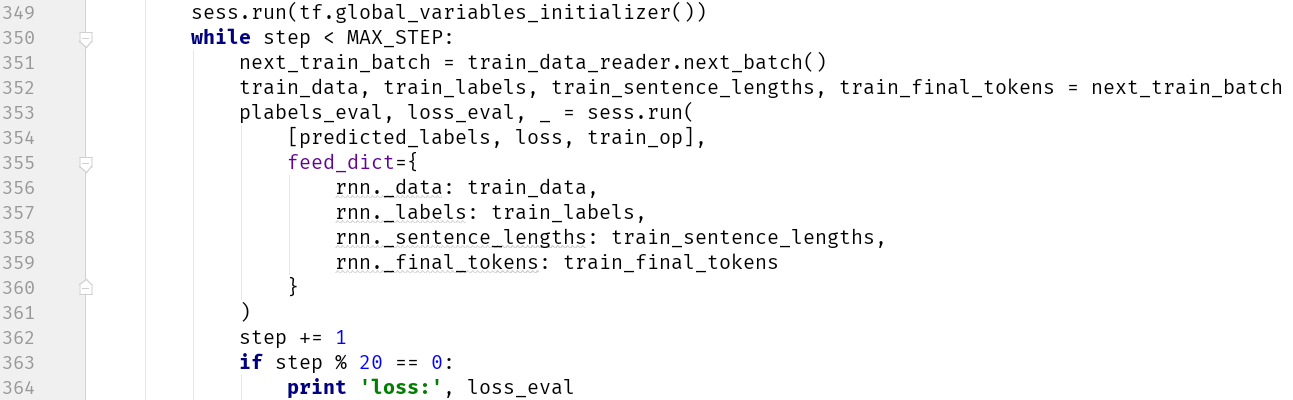 349 sess.run(tf.global_variables_initializer())
350 while step < MAX_STEP:
351 next_train_batch = train_data_reader.next_batch()
352 train_data, train_labels, train_sentence_lengths, train_final_tokens = next_train_batch
353 plabels_eval, loss_eval, _ = sess.run(
354 [predicted_labels, loss, train_op],
355 feed_dict={
356 rnn._data: train_data,
357 rnn._labels: train_labels,
358 rnn._sentence_lengths: train_sentence_lengths,
359 rnn._final_tokens: train_final_tokens
360 }
361 )
362 step += 1
363 if step % 20 == 0:
364 print 'loss:', loss_eval